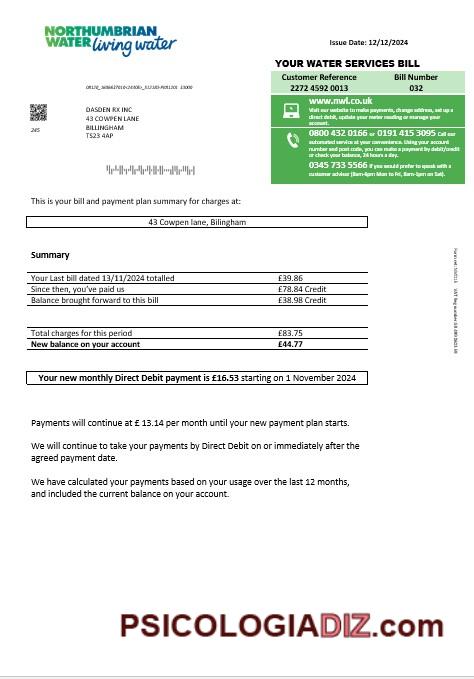 NORTHUMBRIAN
WATER living water
Issue Date: 12/12/2024
YOUR WATER SERVICES BILL
Customer Reference Bill Number
2272 4592 0013 032
www.nwl.co.uk
Visit our website to make payments, change address, set up a
direct debit, update your meter reading or manage your
account.
0800 432 0166 or 0191 415 3095 Call our
automated service at your convenience. Using your account
number and post code, you can make a payment by debit/credit
or check your balance, 24 hours a day.
0345 733 5566 If you would prefer to speak with a
customer advisor (8am-6pm Mon to Fri, 8am-1pm on Sat).
245
DASDEN RX INC
43 COWPEN LANE
BILLINGHAM
TS23 4AP
This is your bill and payment plan summary for charges at:
43 Cowpen lane, Bilingham
Summary
Your Last bill dated 13/11/2024 totalled £39.86
Since then, you've paid us £78.84 Credit
Balance brought forward to this bill £38.98 Credit
Total charges for this period £83.75
New balance on your account £44.77
Your new monthly Direct Debit payment is £16.53 starting on 1 November 2024
Payments will continue at £ 13.14 per month until your new payment plan starts.
We will continue to take your payments by Direct Debit on or immediately after the
agreed payment date.
We have calculated your payments based on your usage over the last 12 months,
and included the current balance on your account.
PSICOLOGIADIZ.com